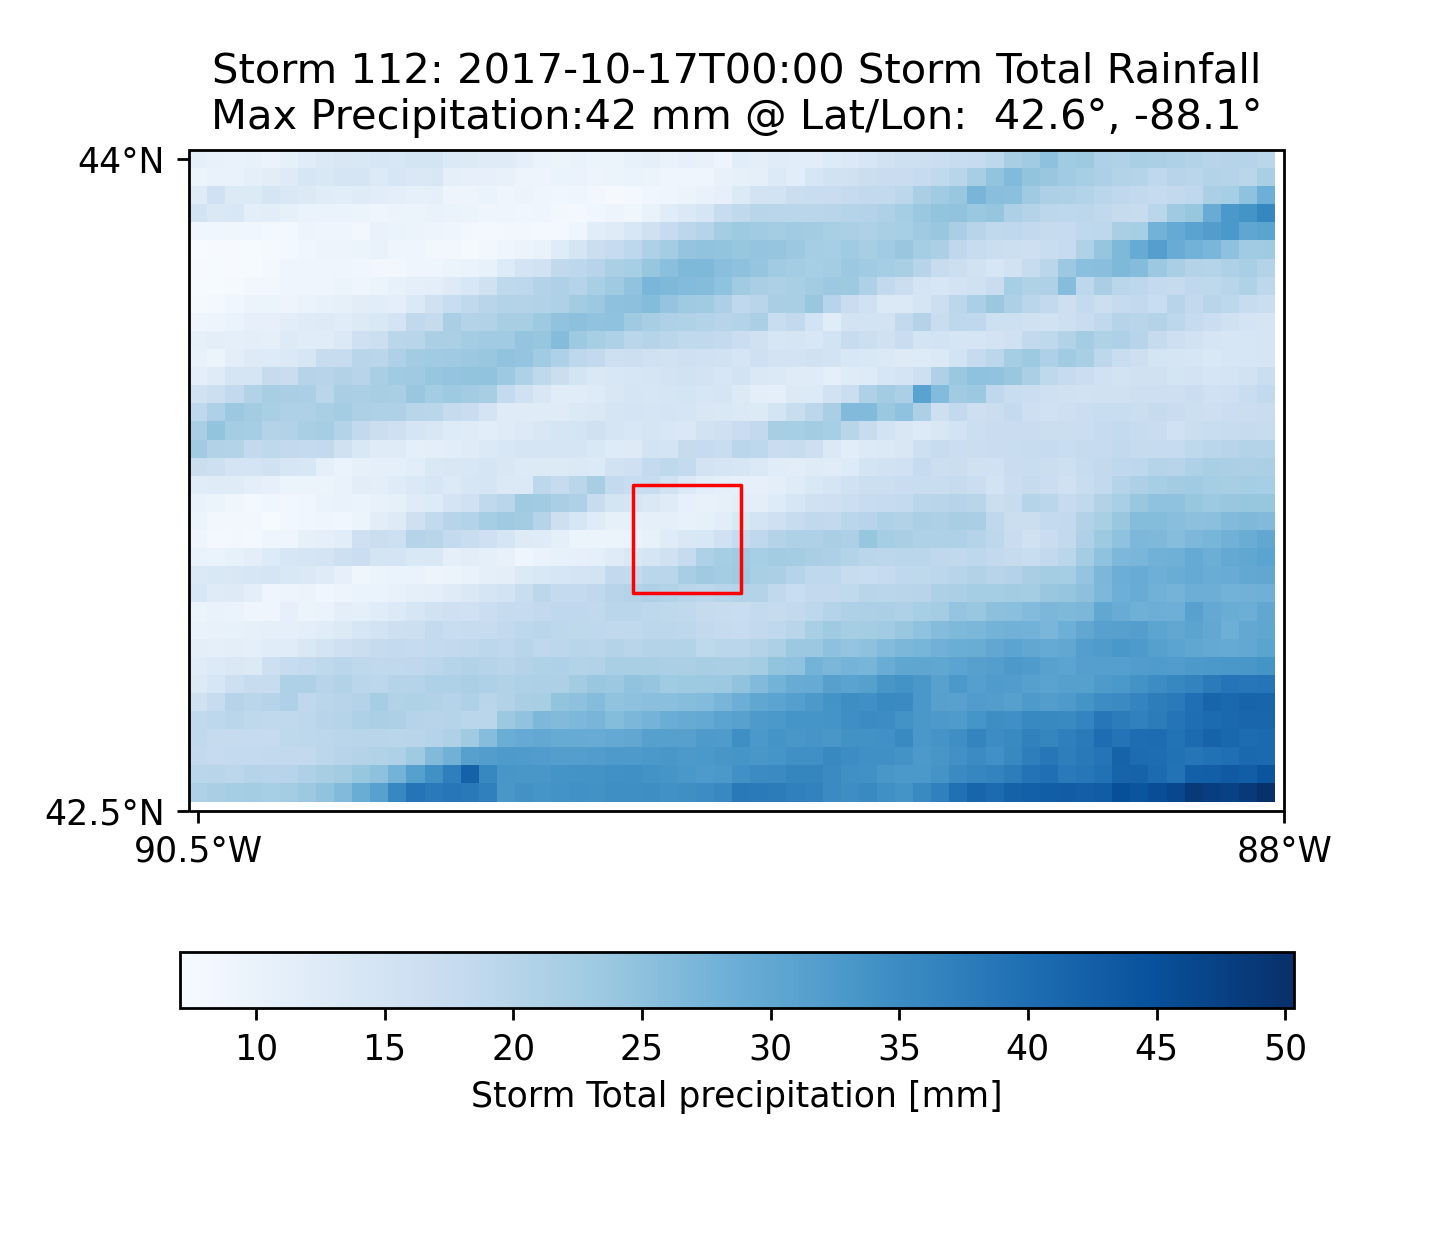 Storm 112: 2017-10-17T00:00 Storm Total Rainfall
Max Precipitation:42 mm @ Lat/Lon:  42.6°, -88.1°
44°N
42.5°N
90.5°W 88°W
10 15 20 25 30 35 40 45 50
Storm Total precipitation [mm]